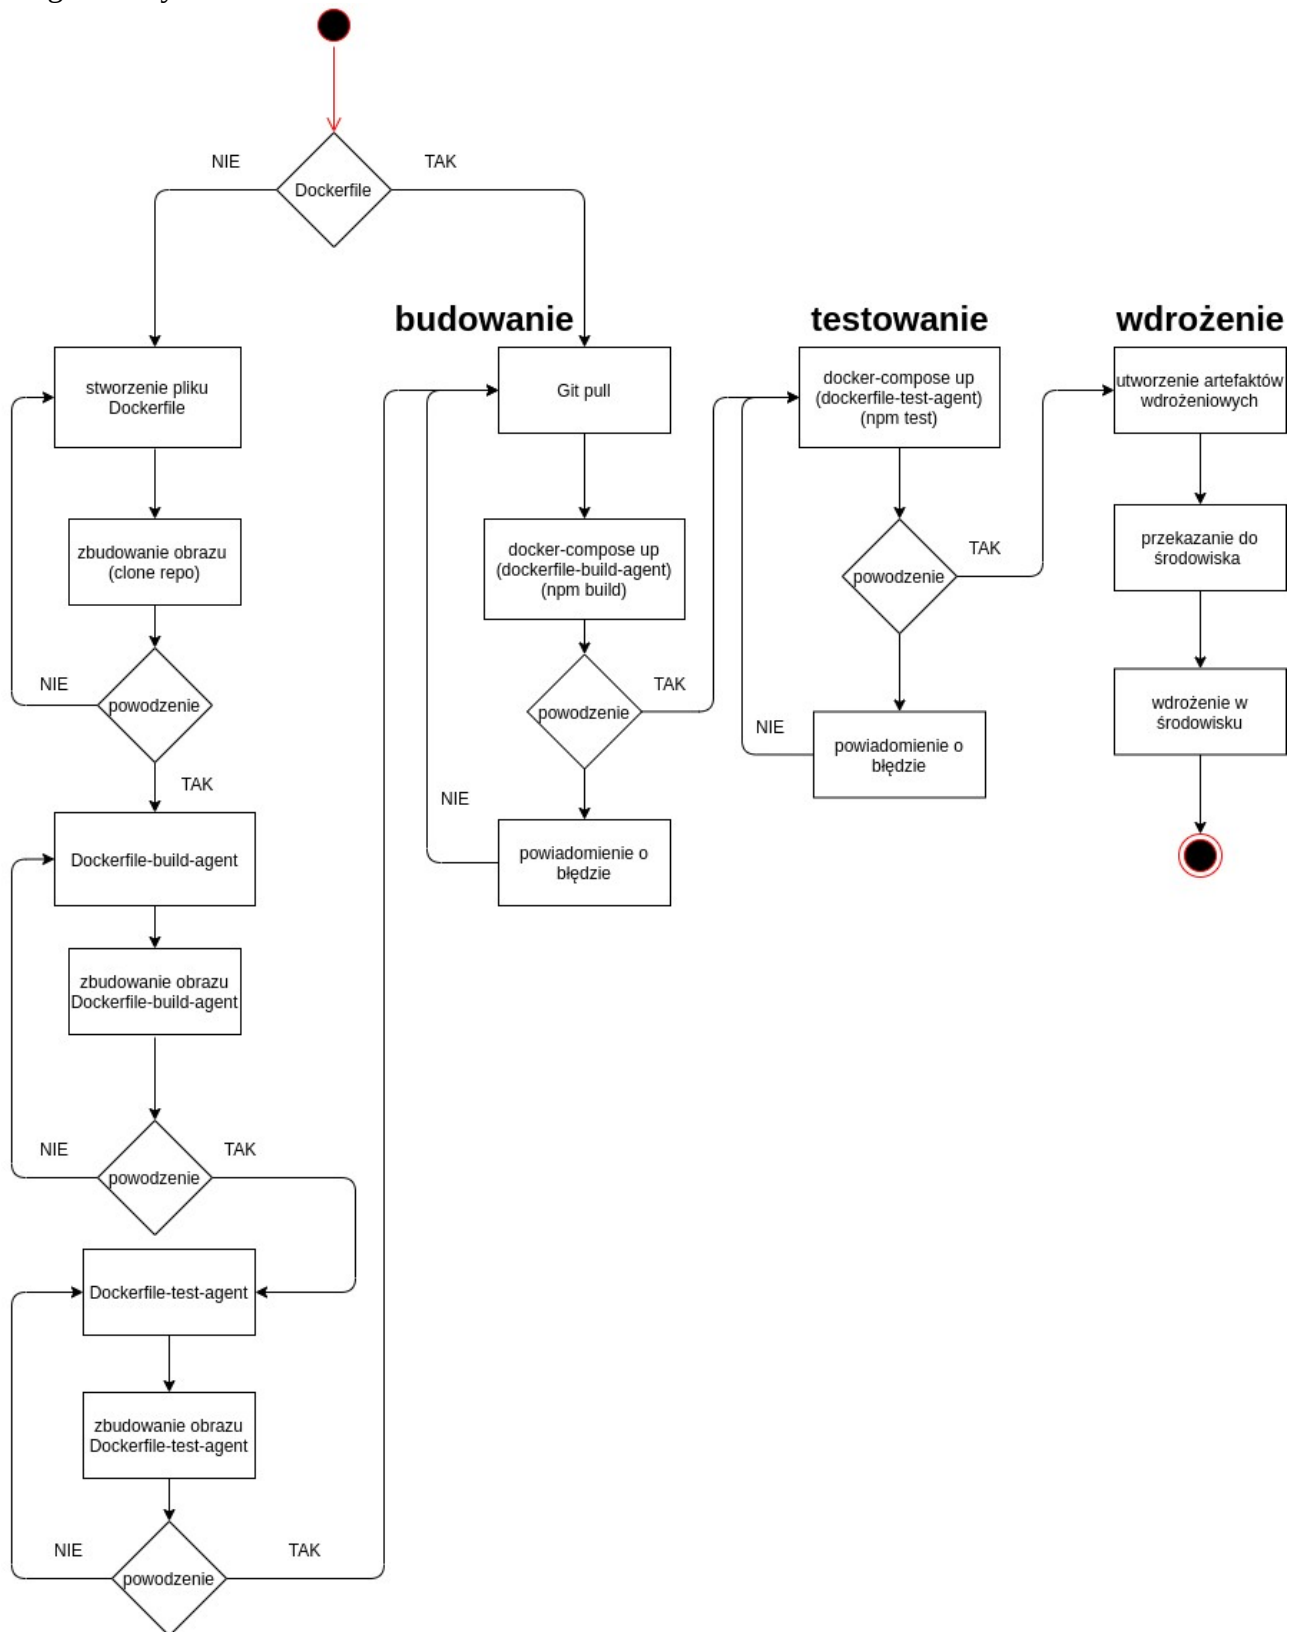 NIE
TAK
Dockerfile
budowanie
testowanie
wdrożenie
stworzenie pliku
Dockerfile
zbudowanie obrazu
(clone repo)
NIE
powodzenie
TAK
Dockerfile-build-agent
zbudowanie obrazu
Dockerfile-build-agent
NIE
TAK
powodzenie
Dockerfile-test-agent
zbudowanie obrazu
Dockerfile-test-agent
NIE
TAK
powodzenie
Git pull
docker-compose up
(dockerfile-build-agent)
(npm build)
TAK
powodzenie
NIE
powiadomienie o
błędzie
docker-compose up
(dockerfile-test-agent)
(npm test)
TAK
powodzenie
NIE
powiadomienie o
błędzie
utworzenie artefaktów
wdrożeniowych
przekazanie do
środowiska
wdrożenie w
środowisku